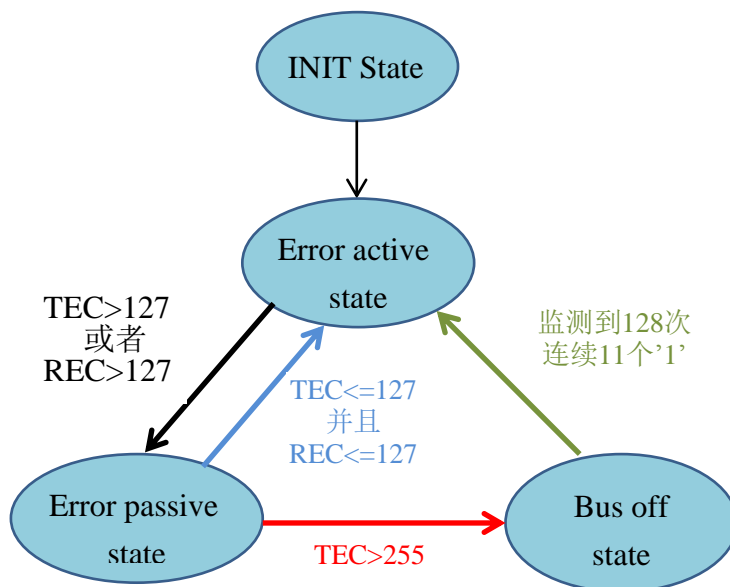 INIT State
Error active
state
TEC>127
或者
REC>127
监测到128次
连续11个’1’
TEC<=127
并且
REC<=127
Error passive
state
TEC>255
Bus off
state